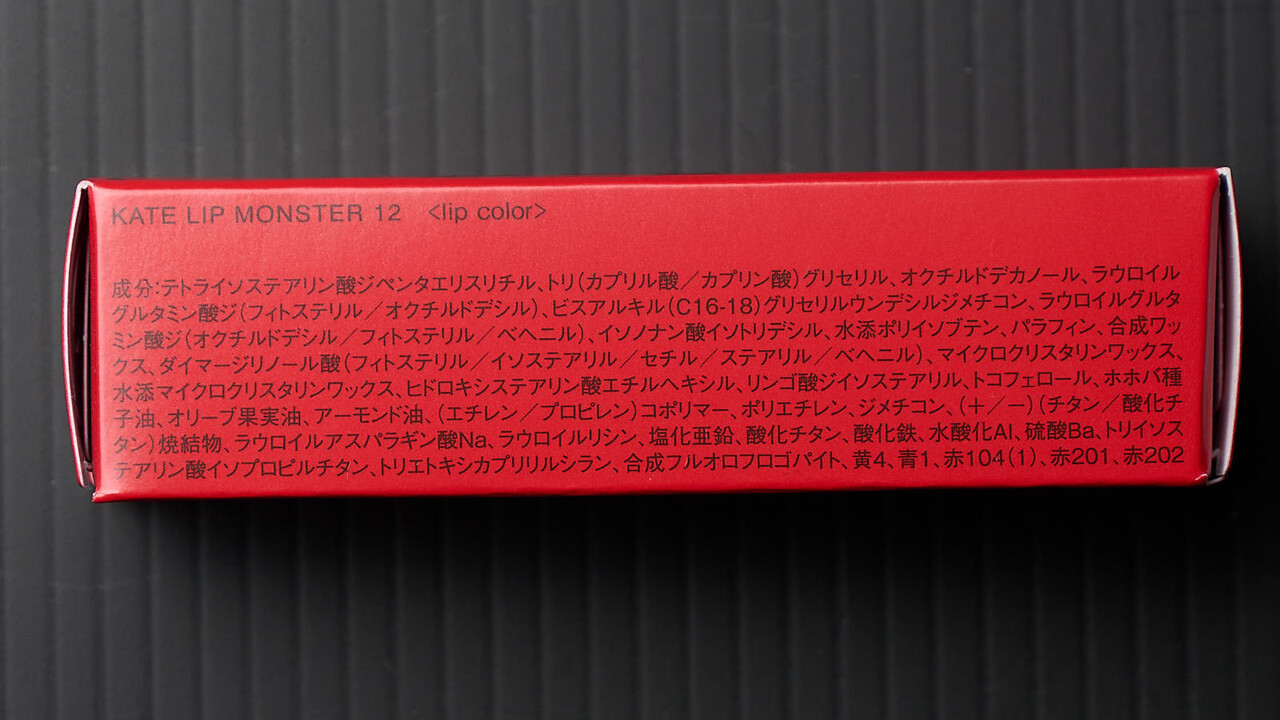 KATE LIP MONSTER 12 <lip color>
成分:テトライソステアリン酸ジペンタエリスリチル、トリ(カプリル酸／カプリン酸)グリセリル、オクチルドデカノール、ラウロイル
グルタミン酸ジ(フィトステリル／オクチルドデシル)、ビスアルキル(C16-18)グリセリルウンデシルジメチコン、ラウロイルグルタ
ミン酸ジ(オクチルドデシル／フィトステリル／ベヘニル)、イソノナン酸イソトリデシル、水添ポリイソブテン、パラフィン、合成ワッ
クス、ダイマージリノール酸(フィトステリル／イソステアリル／セチル／ステアリル／ベヘニル)、マイクロクリスタリンワックス、
水添マイクロクリスタリンワックス、ヒドロキシステアリン酸エチルヘキシル、リンゴ酸ジイソステアリル、トコフェロール、ホホバ種
子油、オリーブ果実油、アーモンド油、(エチレン／プロピレン)コポリマー、ポリエチレン、ジメチコン、(＋／－)(チタン／酸化チ
タン)焼結物、ラウロイルアスパラギン酸Na、ラウロイルリシン、塩化亜鉛、酸化チタン、酸化鉄、水酸化Al、硫酸Ba、トリイソス
テアリン酸イソプロピルチタン、トリエトキシカプリリルシラン、合成フルオロフロゴパイト、黄4、青1、赤104(1)、赤201、赤202